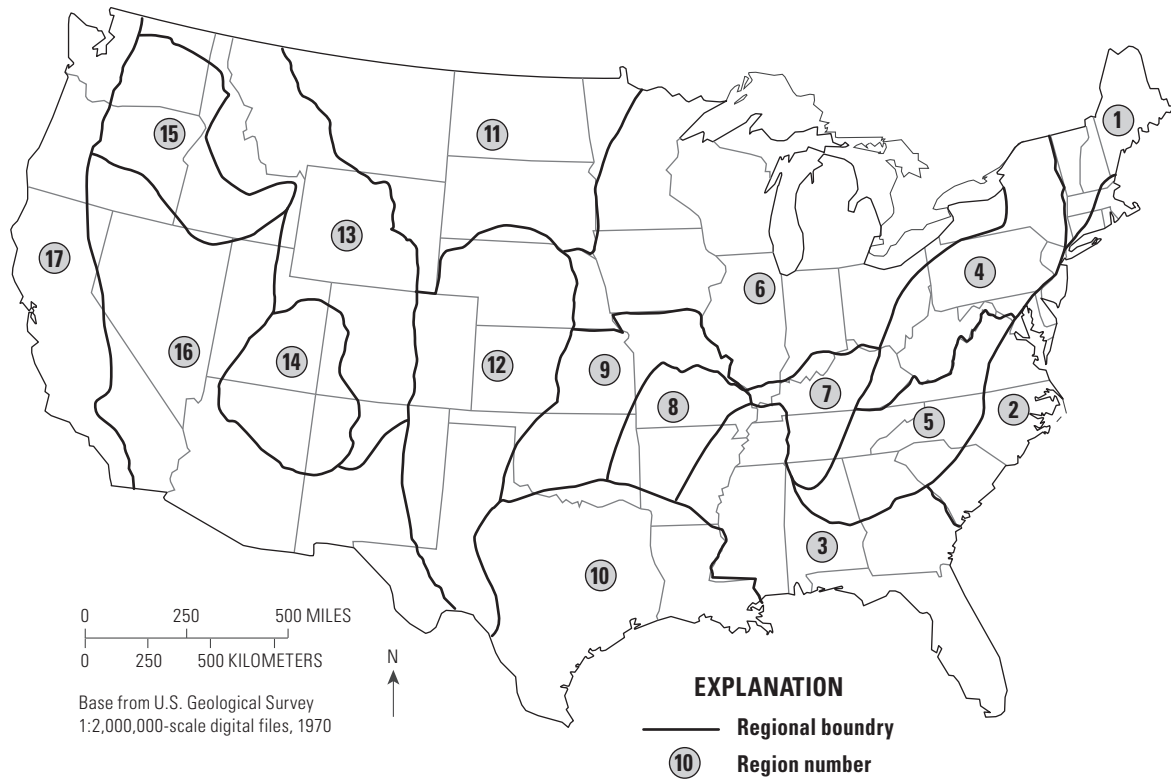 1
11
15
13
17
4
6
16
14
12
9
7
8
2
5
3
10
0 250 500 MILES
0 250 500 KILOMETERS
N
Base from U.S. Geological Survey
1:2,000,000-scale digital files, 1970
EXPLANATION
Regional boundry
10 Region number